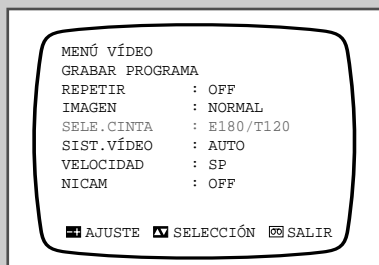 MENÚ VÍDEO
GRABAR PROGRAMA
REPETIR : OFF
IMAGEN : NORMAL
SELE.CINTA : E180/T120
SIST.VÍDEO : AUTO
VELOCIDAD : SP
NICAM : OFF
AJUSTE SELECCIÓN SALIR